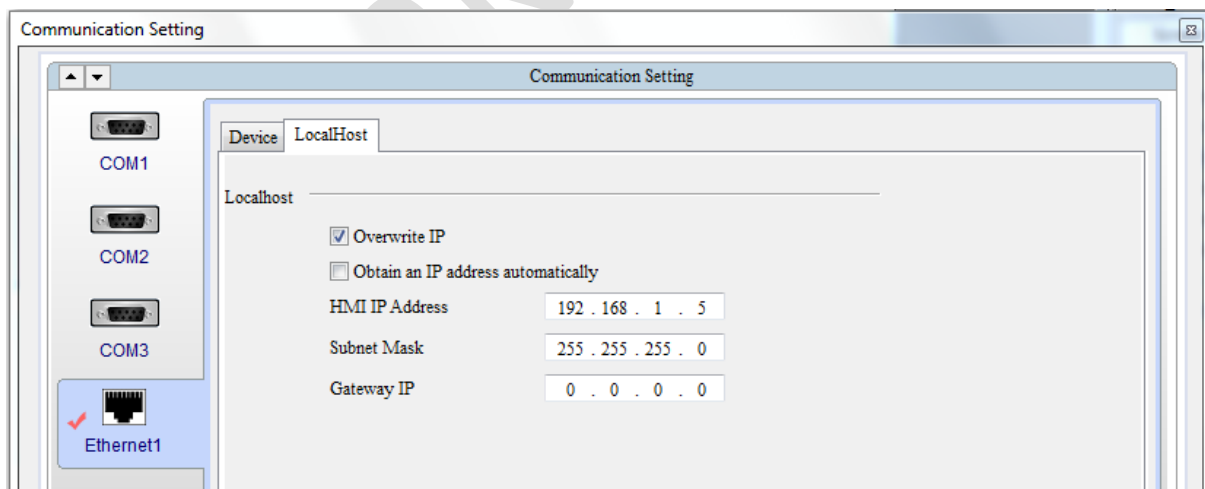 Communication Setting
Communication Setting
COM1
COM2
COM3
Ethernet1
Device LocalHost
Localhost
Overwrite IP
Obtain an IP address automatically
HMI IP Address 192 . 168 . 1 . 5
Subnet Mask 255 . 255 . 255 . 0
Gateway IP 0 . 0 . 0 . 0